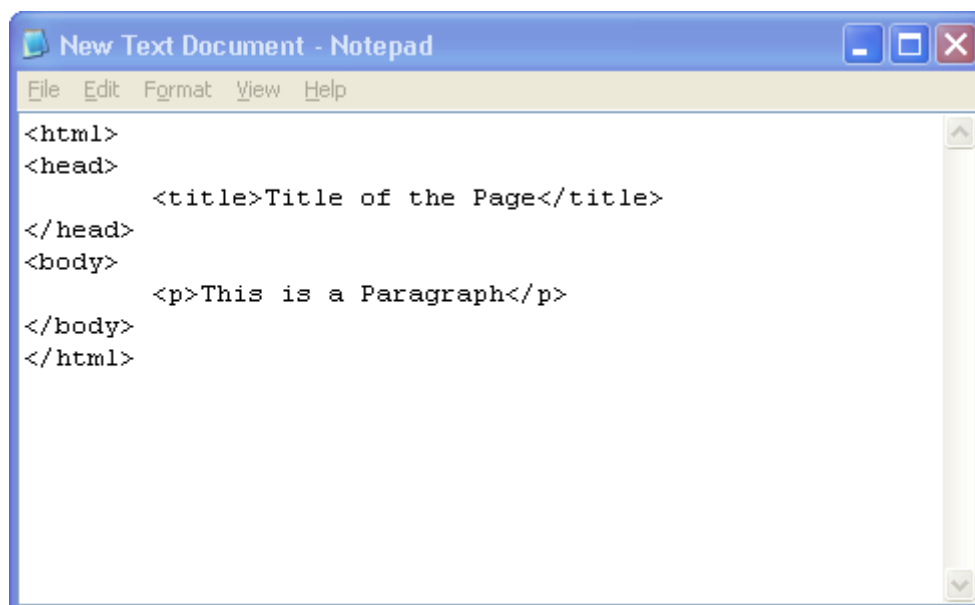 New Text Document - Notepad
File Edit Format View Help
<html>
<head>
<title>Title of the Page</title>
</head>
<body>
<p>This is a Paragraph</p>
</body>
</html>